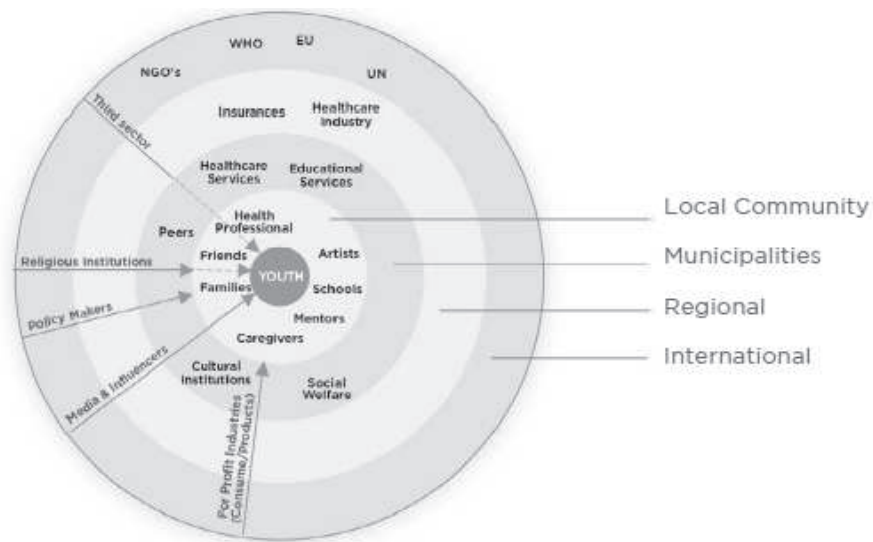 WHO
EU
NGO's
UN
Third sector
Insurances
Healthcare
Industry
Healthcare
Services
Educational
Services
Health
Professional
Peers
Friends
Artists
Religious Institutions
YOUTH
Families
Schools
Policy Makers
Mentors
Caregivers
Media & Influencers
Cultural
Institutions
Social
Welfare
For Profit Industries
(Consume/Products)
Local Community
Municipalities
Regional
International